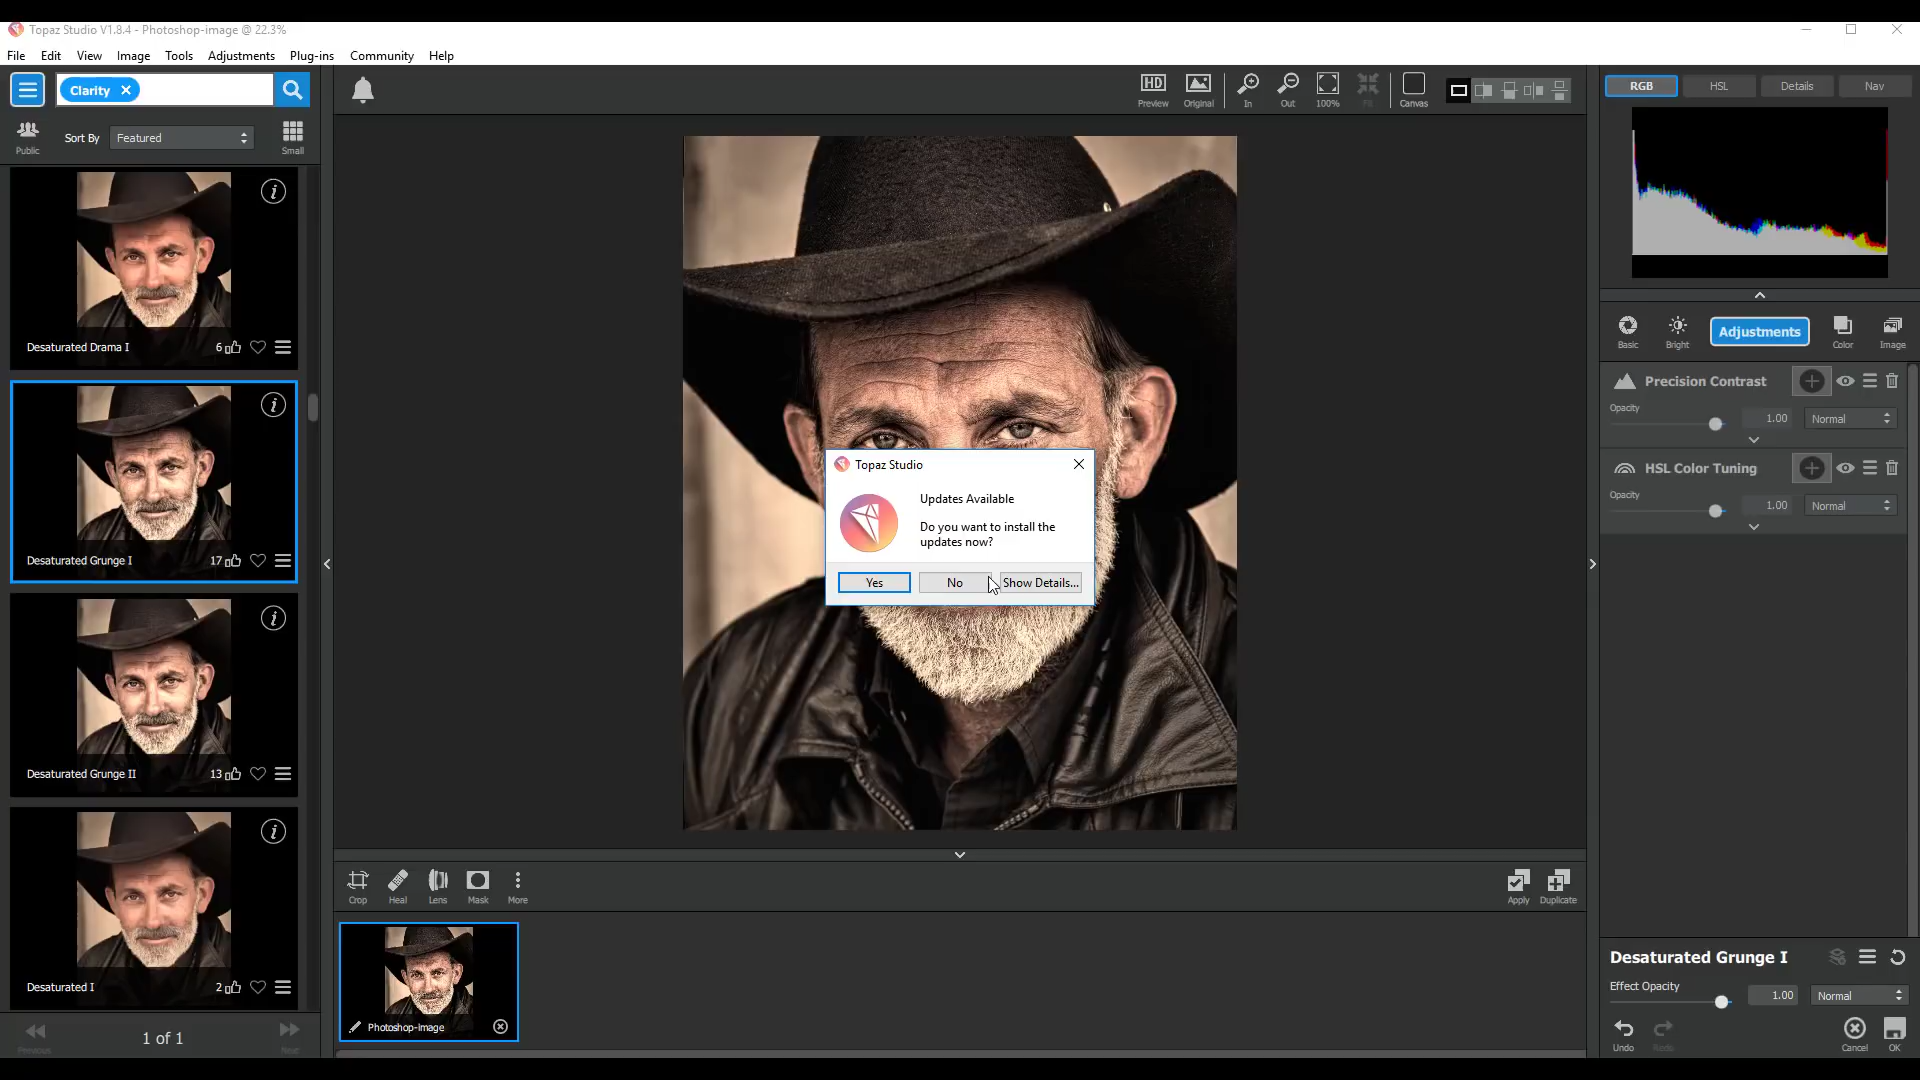 Topaz Studio V1.8.4 - Photoshop-image @ 22.3%
File Edit View Image Tools Adjustments Plug-ins Community Help
Clarity
Public
Sort By Featured
Small
Preview Original In Out 100% Fit Canvas
RGB HSL Details Nav
Basic Bright Adjustments Color Image
Precision Contrast
Opacity
1.00 Normal
HSL Color Tuning
Opacity
1.00 Normal
Desaturated Drama I 6
Desaturated Grunge I 17
Desaturated Grunge II 13
Desaturated I 2
Previous 1 of 1 Next
Topaz Studio
Updates Available
Do you want to install the
updates now?
Yes No Show Details...
Crop Heal Lens Mask More
Apply Duplicate
Photoshop-image
Desaturated Grunge I
Effect Opacity
1.00 Normal
Undo Redo Cancel OK